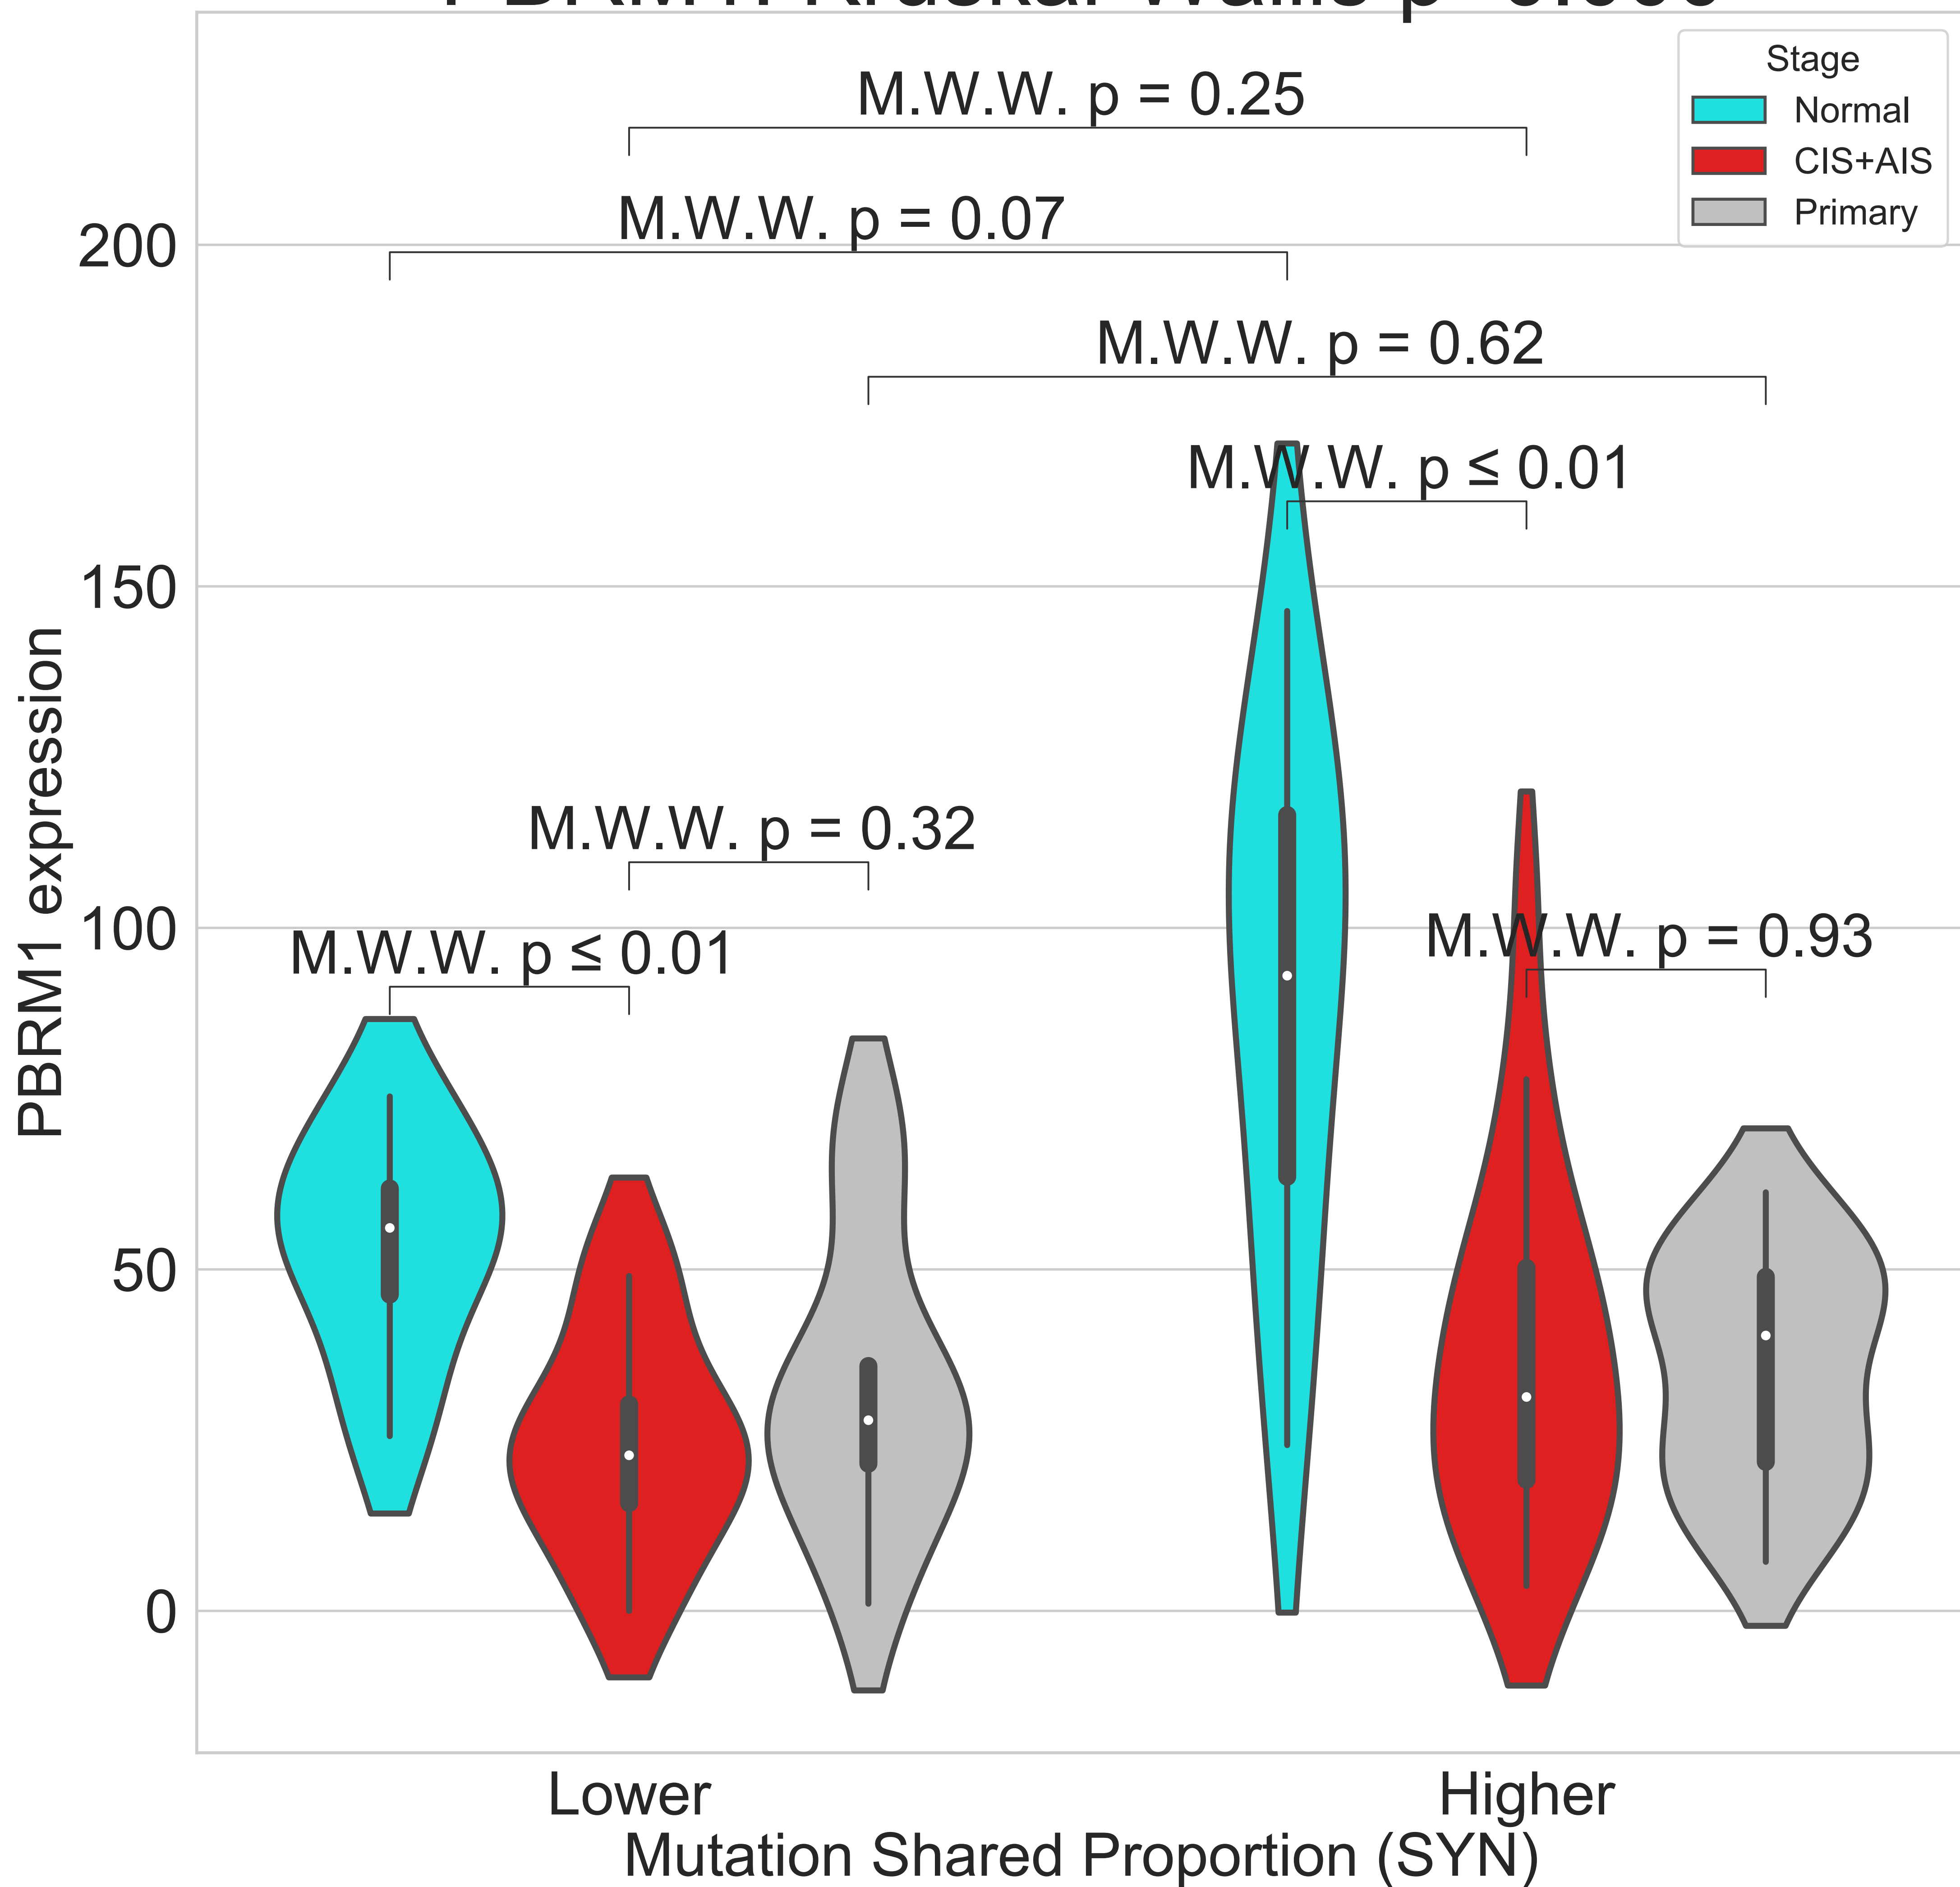 Stage
Normal
CIS+AIS
Primary
M.W.W. p = 0.25
M.W.W. p = 0.07
M.W.W. p = 0.62
M.W.W. p ≤ 0.01
M.W.W. p = 0.32
M.W.W. p ≤ 0.01
M.W.W. p = 0.93
200
150
100
50
0
PBRM1 expression
Lower
Higher
Mutation Shared Proportion (SYN)